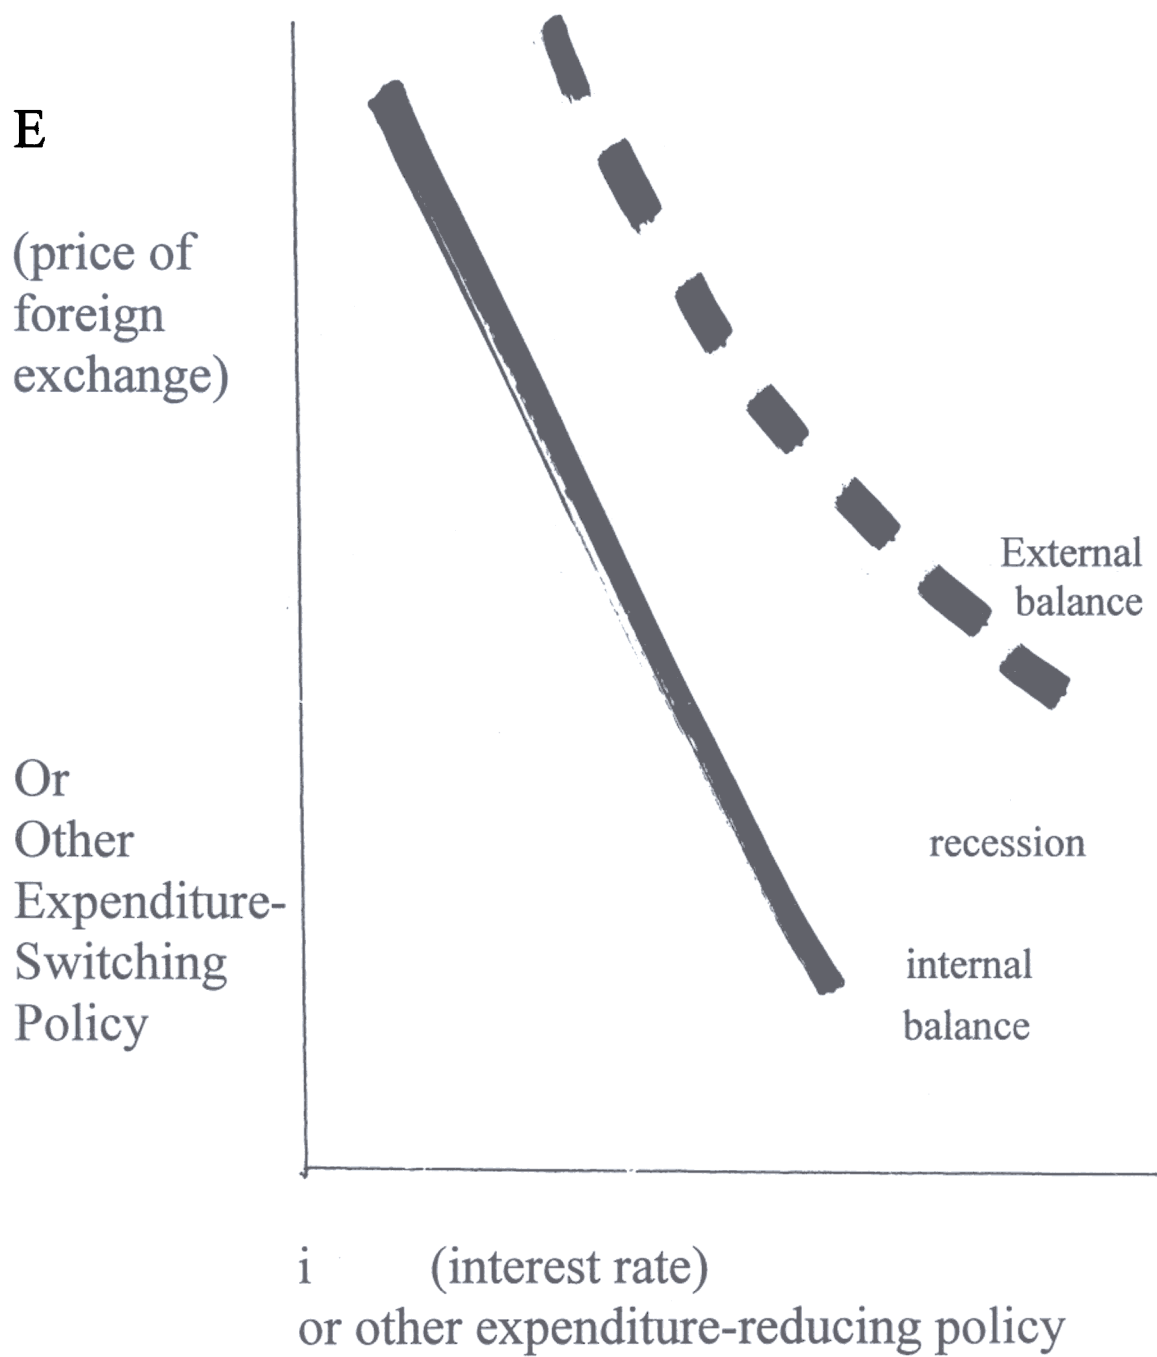 E
(price of
foreign
exchange)
External
balance
Or
Other
Expenditure-
Switching
Policy
recession
internal
balance
i (interest rate)
or other expenditure-reducing policy